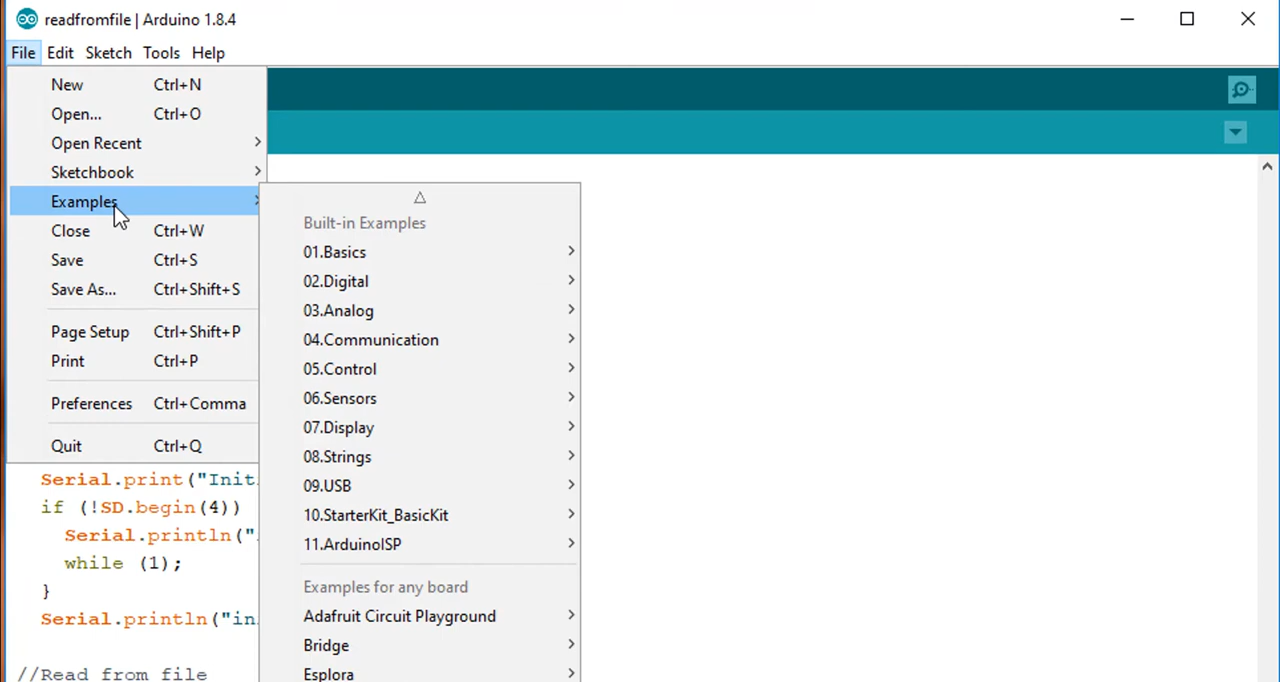 readfromfile | Arduino 1.8.4
File Edit Sketch Tools Help
New Ctrl+N
Open... Ctrl+O
Open Recent
Sketchbook
Examples
Close Ctrl+W
Save Ctrl+S
Save As... Ctrl+Shift+S
Page Setup Ctrl+Shift+P
Print Ctrl+P
Preferences Ctrl+Comma
Quit Ctrl+Q
Built-in Examples
01.Basics
02.Digital
03.Analog
04.Communication
05.Control
06.Sensors
07.Display
08.Strings
09.USB
10.StarterKit_BasicKit
11.ArduinoISP
Examples for any board
Adafruit Circuit Playground
Bridge
Esplora
Serial.print("Init
if (!SD.begin(4))
Serial.println("
while (1);
}
Serial.println("in
//Read from file